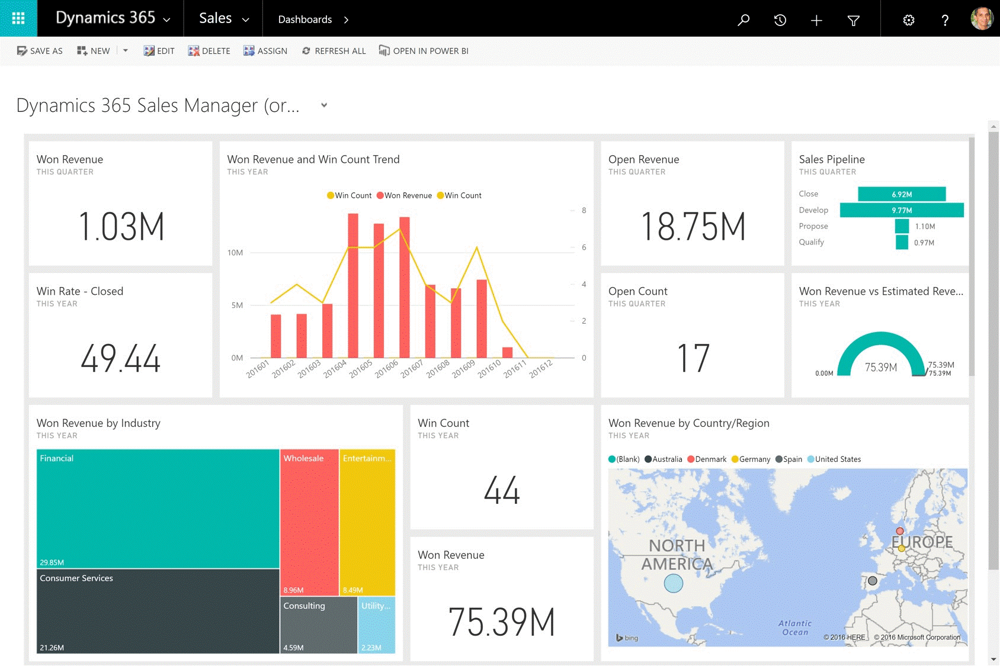 Dynamics 365 Sales Dashboards
SAVE AS NEW EDIT DELETE ASSIGN REFRESH ALL OPEN IN POWER BI
Dynamics 365 Sales Manager (or...
Won Revenue
THIS QUARTER
1.03M
Won Revenue and Win Count Trend
THIS YEAR
Win Count Won Revenue Win Count
10M
5M
0M
8
6
4
2
0
201601 201602 201603 201604 201605 201606 201607 201608 201609 201610 201611 201612
Open Revenue
THIS QUARTER
18.75M
Sales Pipeline
THIS QUARTER
Close 6.92M
Develop 9.77M
Propose 1.10M
Qualify 0.97M
Win Rate - Closed
THIS YEAR
49.44
Open Count
THIS QUARTER
17
Won Revenue vs Estimated Reve...
THIS YEAR
0.00M
75.39M
75.39M
75.39M
Won Revenue by Industry
THIS YEAR
Financial
29.85M
Consumer Services
21.26M
Wholesale
8.96M
Entertainm...
8.49M
Consulting
4.59M
Utility...
2.23M
Win Count
THIS YEAR
44
Won Revenue
THIS YEAR
75.39M
Won Revenue by Country/Region
THIS YEAR
(Blank) Australia Denmark Germany Spain United States
NORTH
AMERICA
EUROPE
Atlantic
Ocean
bing
© 2016 HERE © 2016 Microsoft Corporation